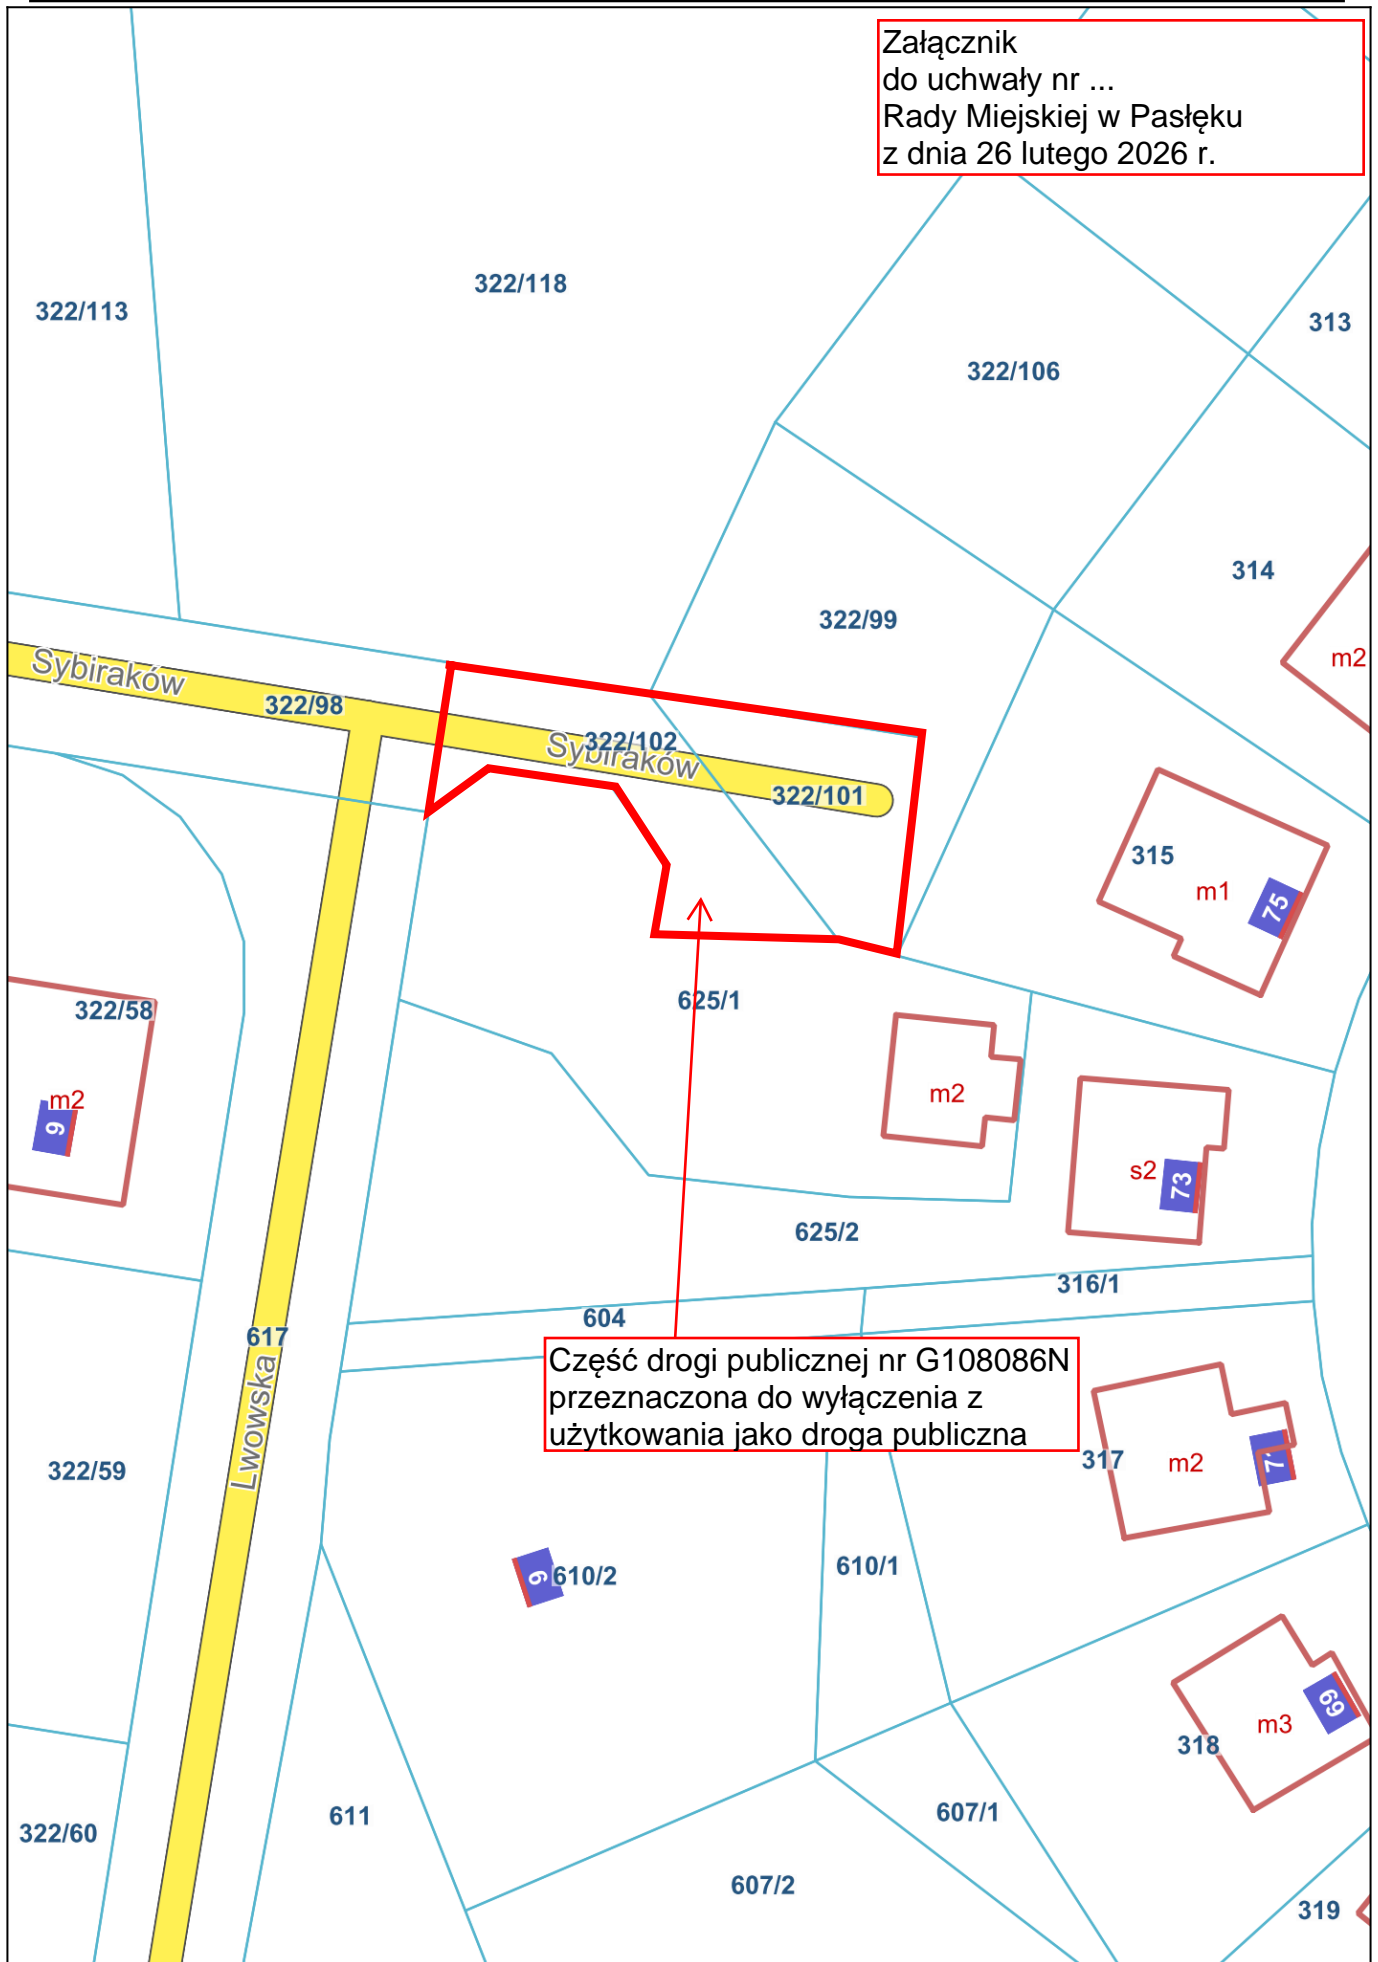 Załącznik
do uchwały nr ...
Rady Miejskiej w Pasłęku
z dnia 26 lutego 2026 r.
322/118
322/113
313
322/106
314
322/99
m2
Sybiraków
322/98
322/102
Sybiraków
322/101
315
m1
75
625/1
322/58
m2
9
m2
s2
73
625/2
316/1
604
617
Lwowska
Część drogi publicznej nr G108086N
przeznaczona do wyłączenia z
użytkowania jako droga publiczna
317
m2
322/59
610/1
9
610/2
m3
69
318
607/1
611
322/60
607/2
319